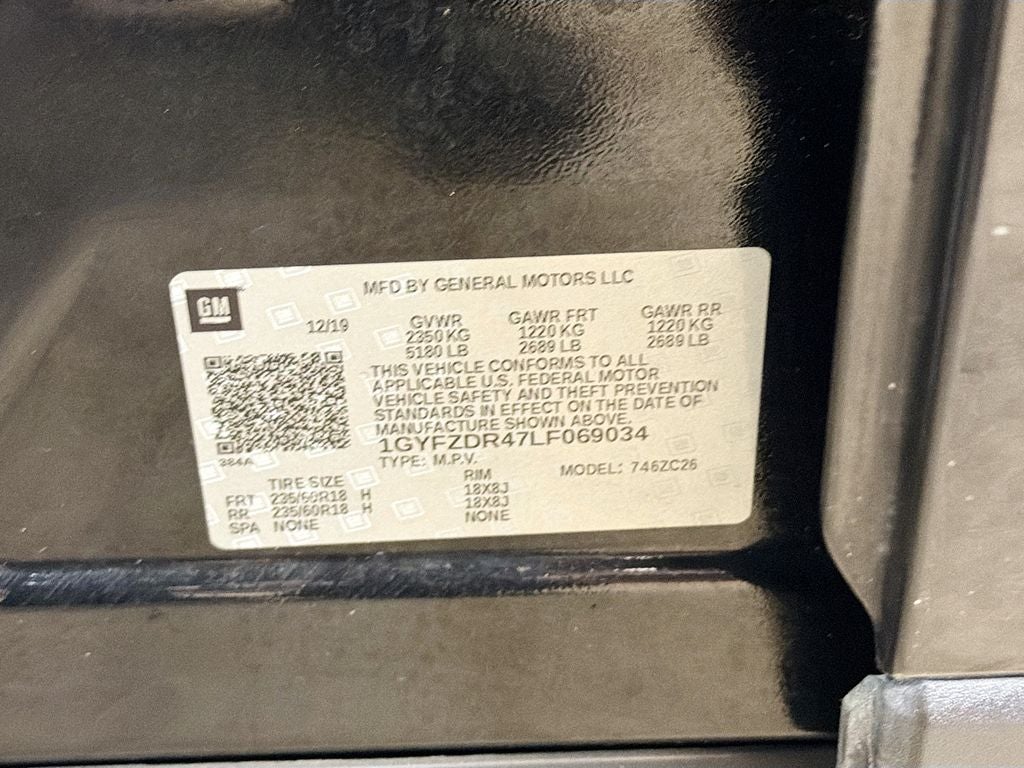 MFD BY GENERAL MOTORS LLC
GM
12/19
GVWR GAWR FRT GAWR RR
2350 KG 1220 KG 1220 KG
5180 LB 2689 LB 2689 LB
THIS VEHICLE CONFORMS TO ALL
APPLICABLE U.S. FEDERAL MOTOR
VEHICLE SAFETY AND THEFT PREVENTION
STANDARDS IN EFFECT ON THE DATE OF
MANUFACTURE SHOWN ABOVE.
1GYFZDR47LF069034
384A
TYPE: M.P.V. MODEL: 746ZC26
TIRE SIZE RIM
FRT 235/60R18 H 18X8J
RR 235/60R18 H 18X8J
SPA NONE NONE